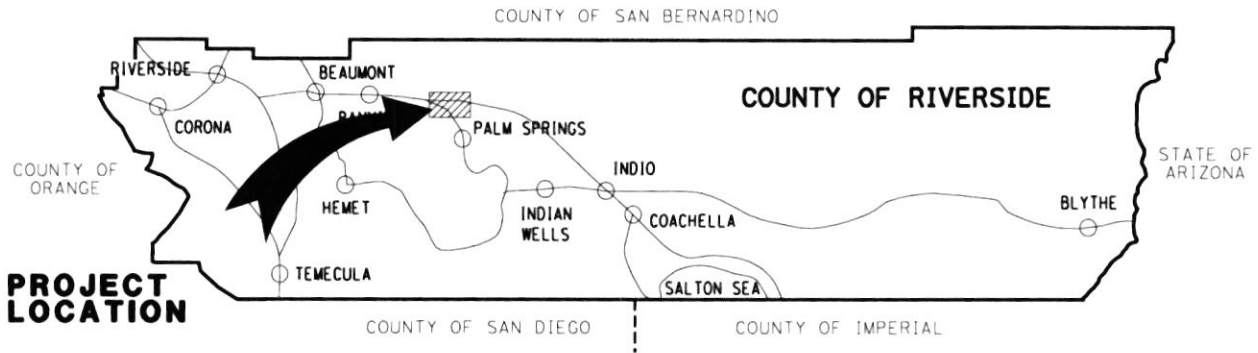 COUNTY OF SAN BERNARDINO
RIVERSIDE
BEAUMONT
COUNTY OF RIVERSIDE
CORONA
PALM SPRINGS
COUNTY OF
ORANGE
STATE OF
ARIZONA
INDIO
HEMET
INDIAN
WELLS
COACHELLA
BLYTHE
TEMECULA
SALTON SEA
PROJECT
LOCATION
COUNTY OF SAN DIEGO
COUNTY OF IMPERIAL